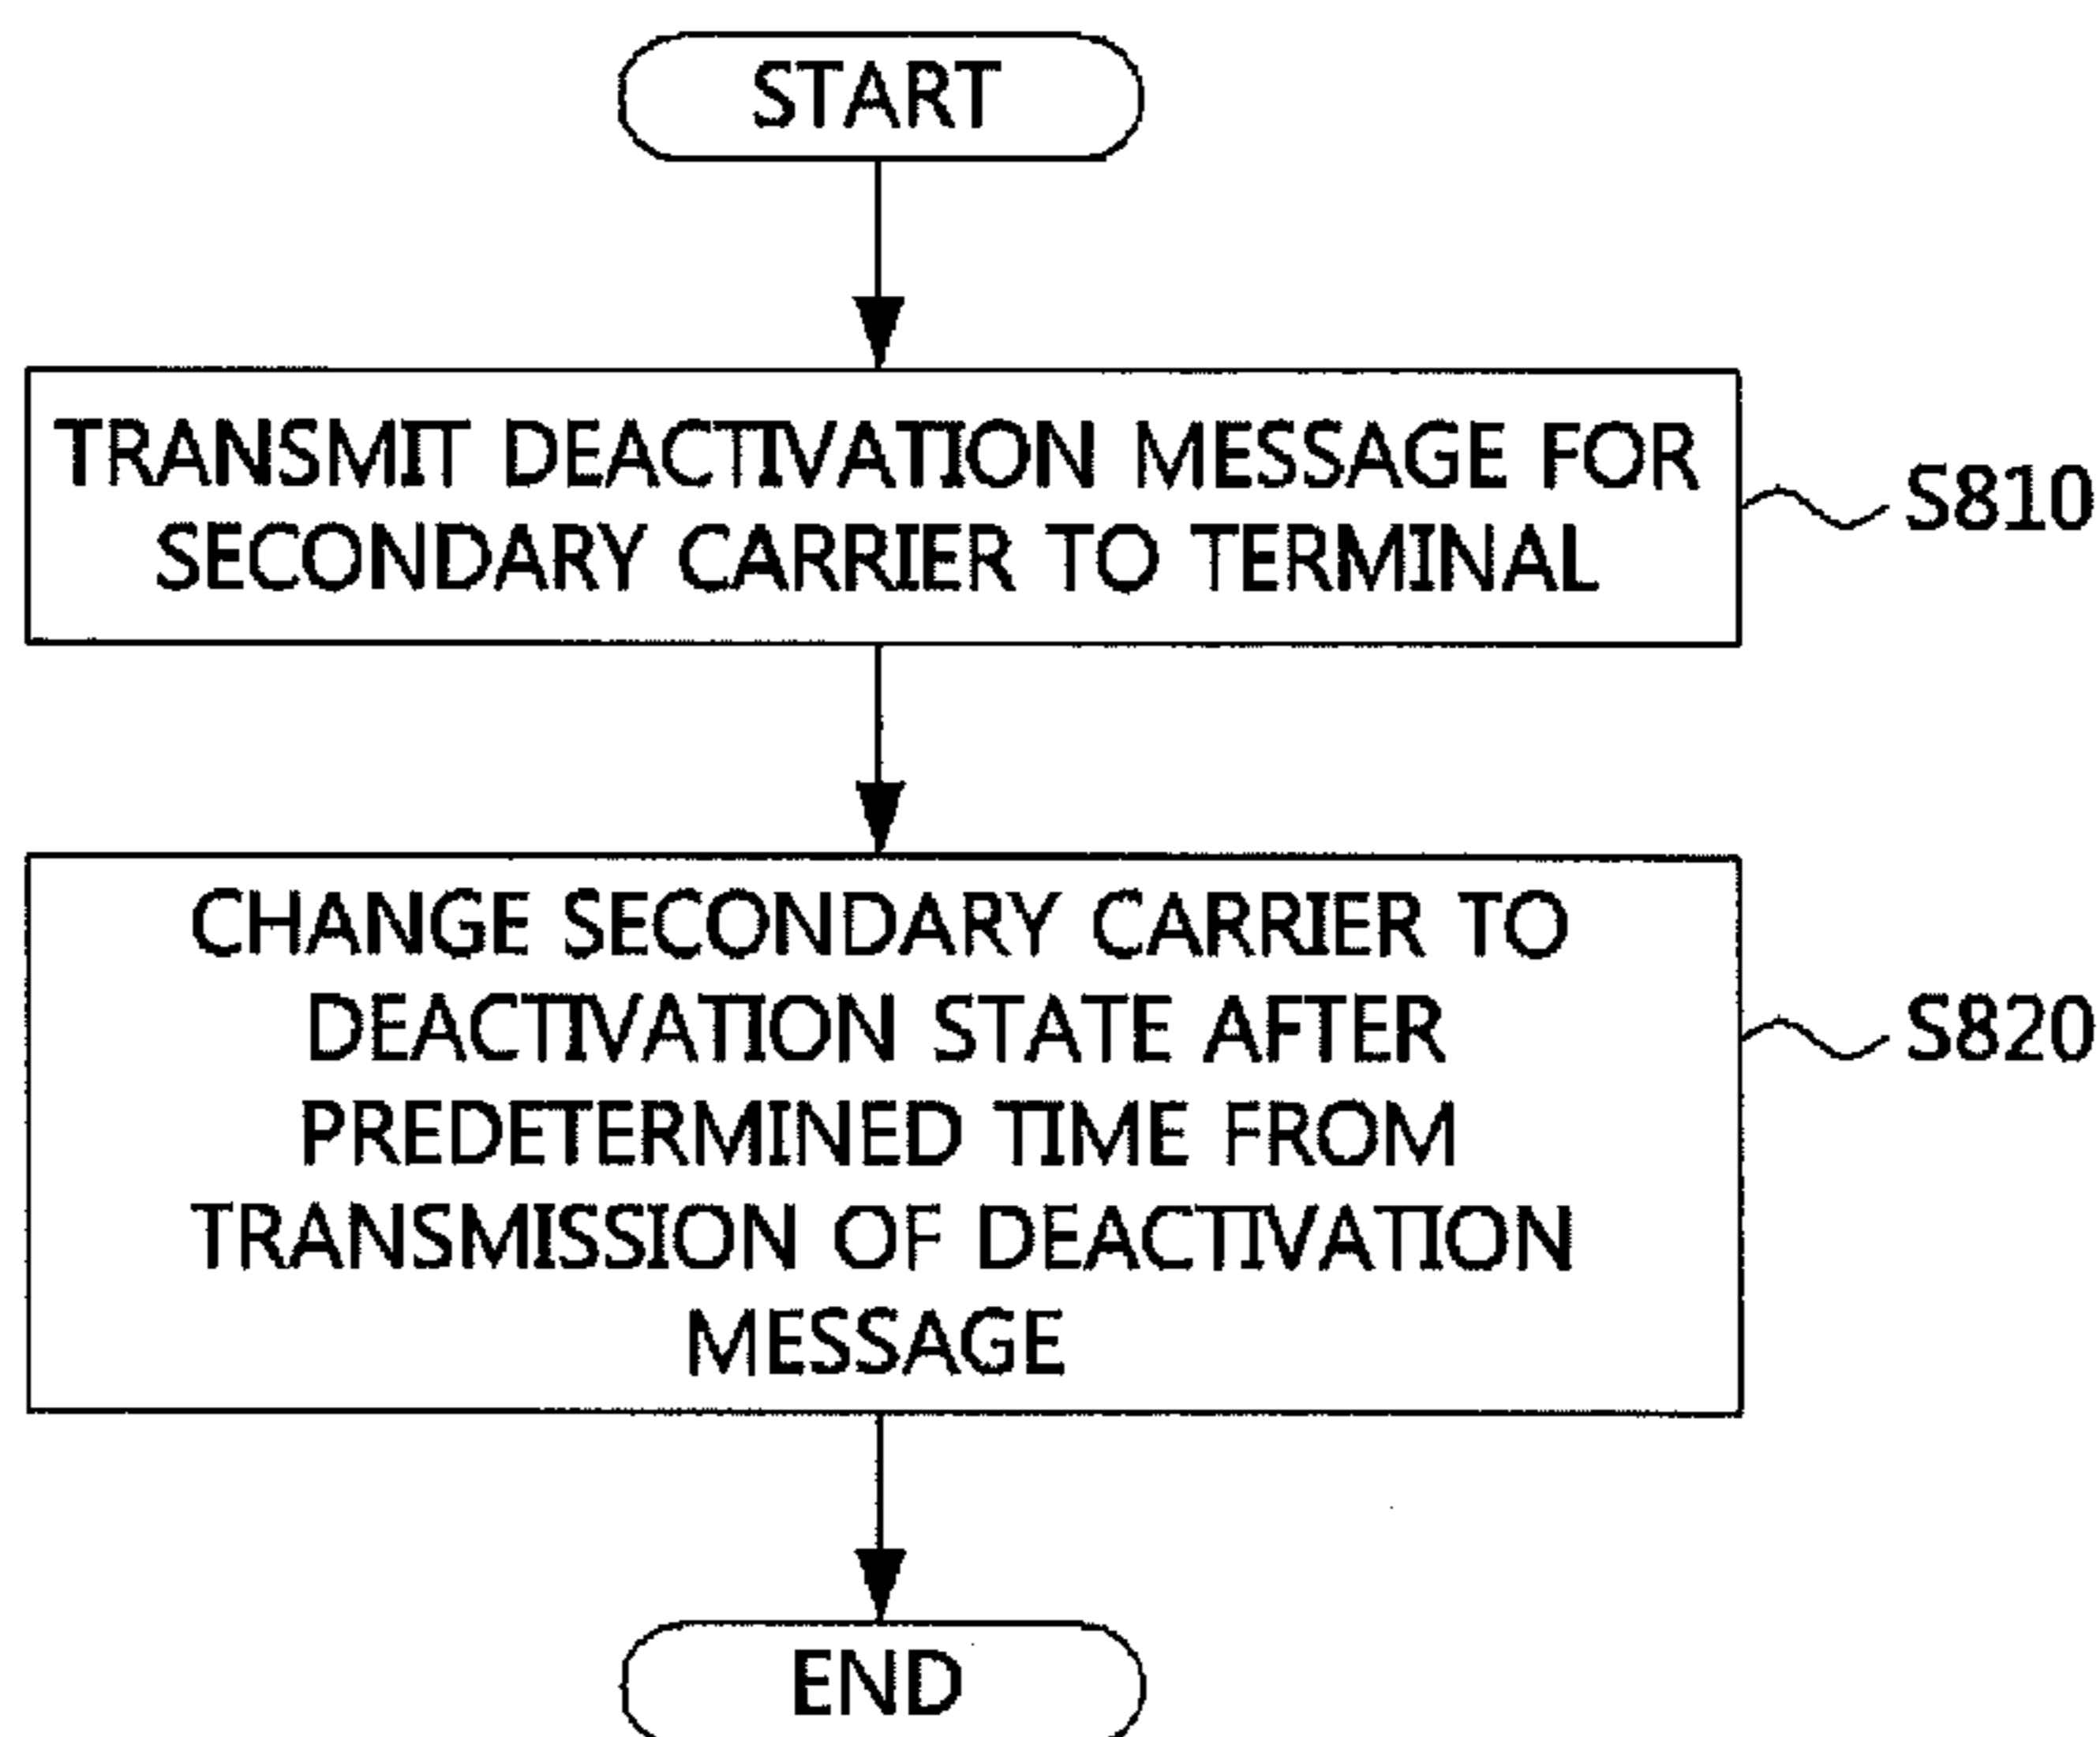 START
TRANSMIT DEACTIVATION MESSAGE FOR
SECONDARY CARRIER TO TERMINAL
S810
CHANGE SECONDARY CARRIER TO
DEACTIVATION STATE AFTER
PREDETERMINED TIME FROM
TRANSMISSION OF DEACTIVATION
MESSAGE
S820
END